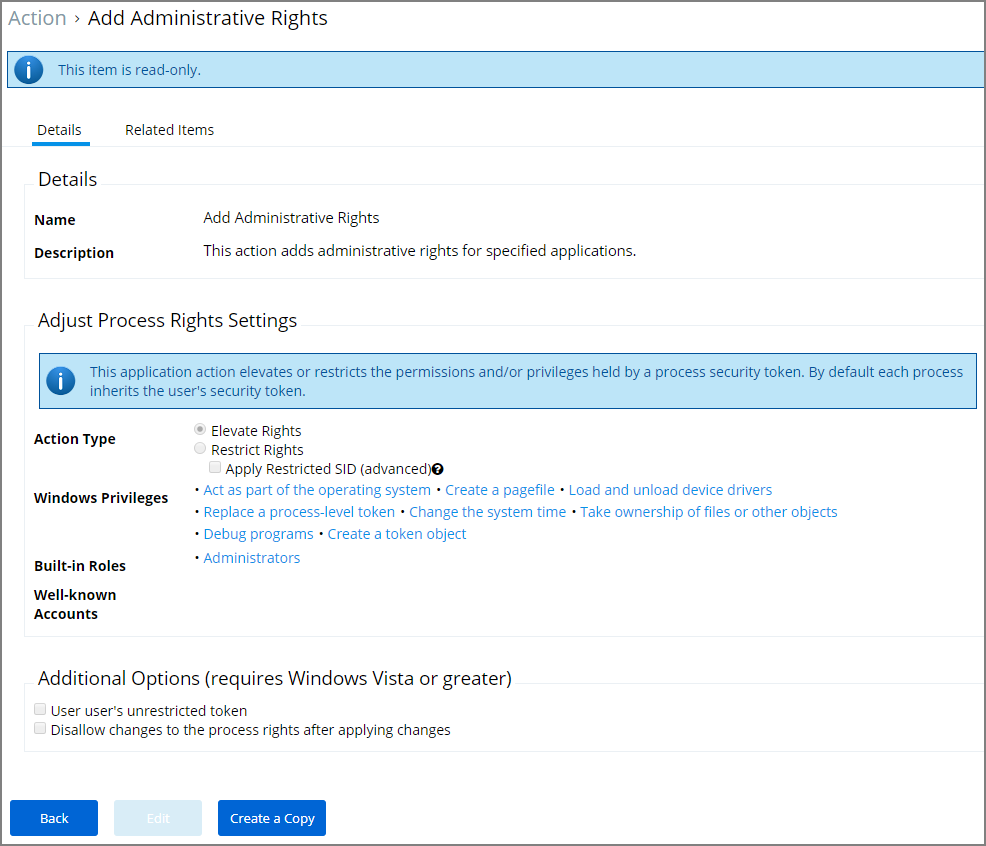 Action › Add Administrative Rights
This item is read-only.
Details Related Items
Details
Name Add Administrative Rights
Description This action adds administrative rights for specified applications.
Adjust Process Rights Settings
This application action elevates or restricts the permissions and/or privileges held by a process security token. By default each process
inherits the user's security token.
Action Type
Elevate Rights
Restrict Rights
Apply Restricted SID (advanced)
Windows Privileges
• Act as part of the operating system • Create a pagefile • Load and unload device drivers
• Replace a process-level token • Change the system time • Take ownership of files or other objects
• Debug programs • Create a token object
Built-in Roles • Administrators
Well-known
Accounts
Additional Options (requires Windows Vista or greater)
User user's unrestricted token
Disallow changes to the process rights after applying changes
Back Edit Create a Copy